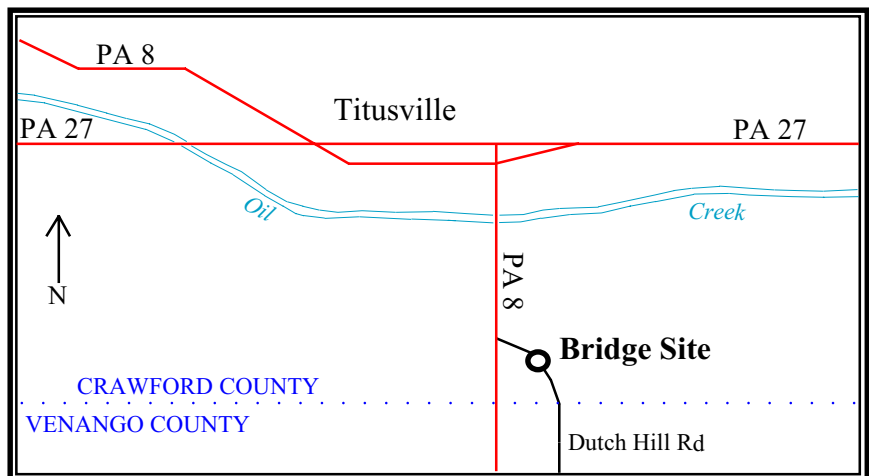 PA 8
Titusville
PA 27
PA 27
Oil
Creek
N
PA 8
Bridge Site
CRAWFORD COUNTY
VENANGO COUNTY
Dutch Hill Rd